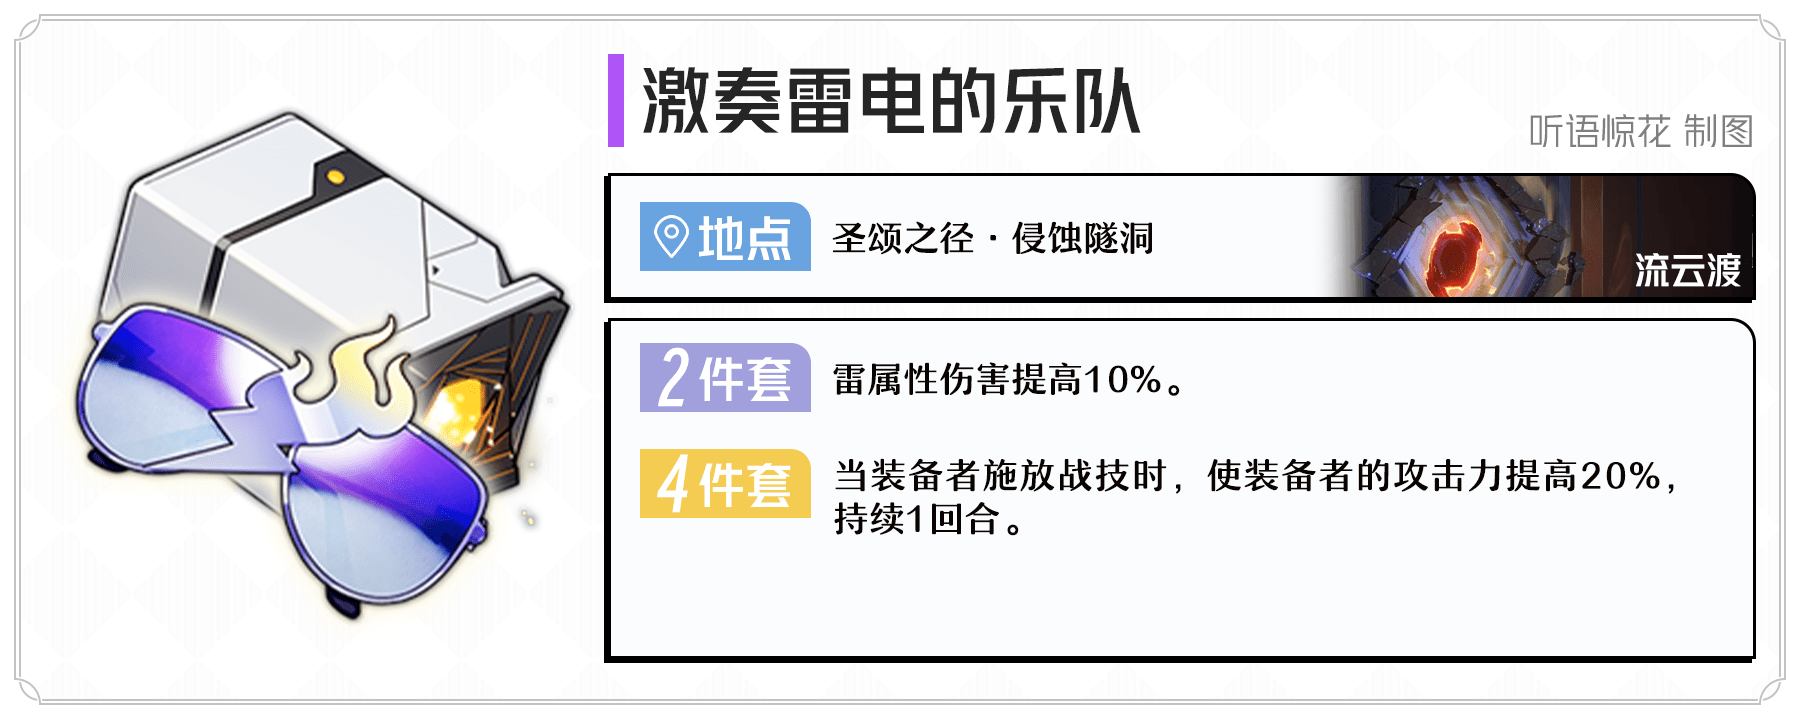 激奏雷电的乐队
听语惊花 制图
地点
圣颂之径·侵蚀隧洞
流云渡
2件套
雷属性伤害提高10%。
4件套
当装备者施放战技时，使装备者的攻击力提高20%，
持续1回合。